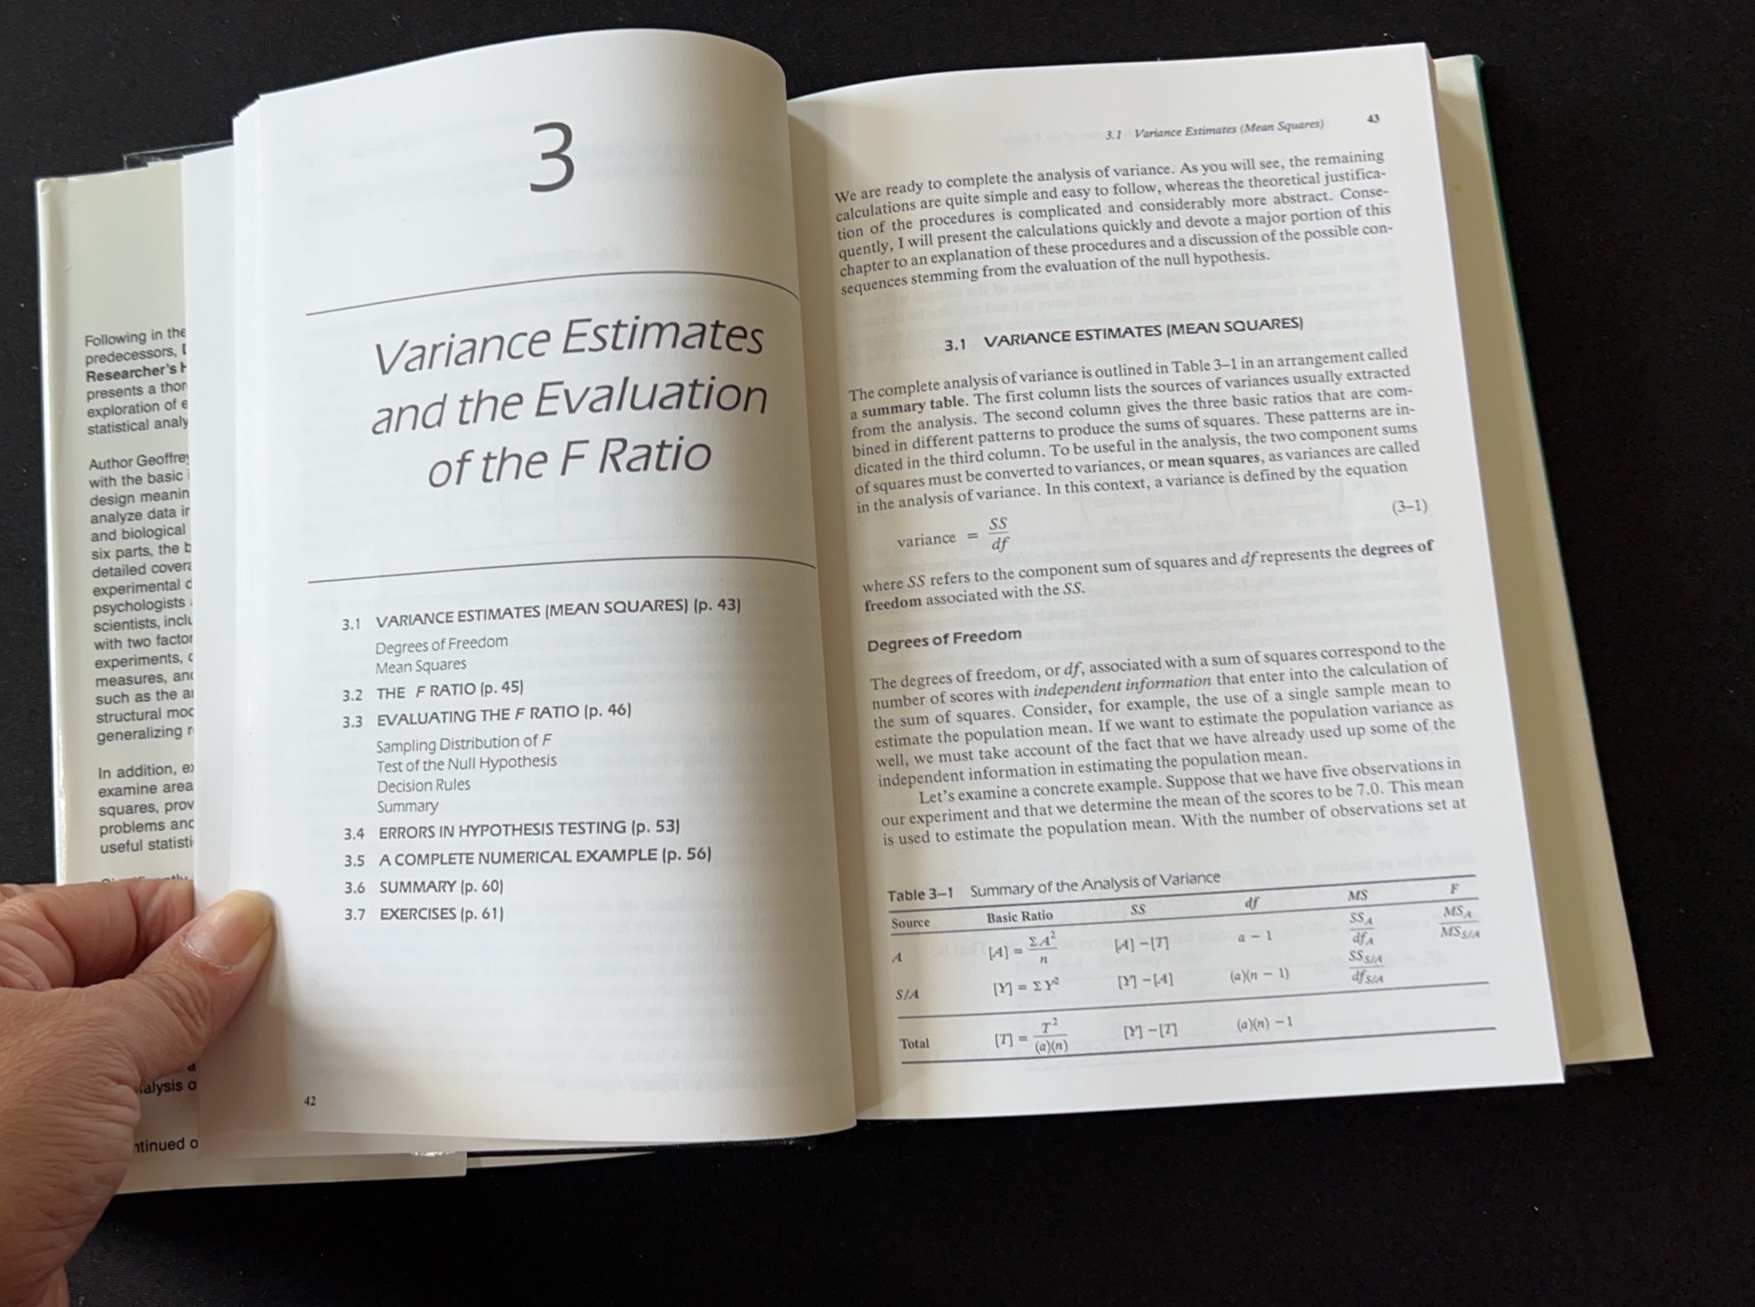 Following in the
predecessors,
Researcher's
presents a thor
exploration of e
statistical analy
Author Geoffrey
with the basic
design meanin
analyze data in
and biological
six parts, the b
detailed covera
experimental d
psychologists
scientists, inclu
with two factor
experiments, c
measures, and
such as the a
structural mod
generalizing r
In addition, ex
examine area
squares, prov
problems and
useful statisti
alysis o
ntinued o
3
Variance Estimates
and the Evaluation
of the F Ratio
3.1 VARIANCE ESTIMATES (MEAN SQUARES) (p. 43)
Degrees of Freedom
Mean Squares
3.2 THE F RATIO (p. 45)
3.3 EVALUATING THE F RATIO (p. 46)
Sampling Distribution of F
Test of the Null Hypothesis
Decision Rules
Summary
3.4 ERRORS IN HYPOTHESIS TESTING (p. 53)
3.5 A COMPLETE NUMERICAL EXAMPLE (p. 56)
3.6 SUMMARY (p. 60)
3.7 EXERCISES (p. 61)
42
3.1 Variance Estimates (Mean Squares) 43
We are ready to complete the analysis of variance. As you will see, the remaining
calculations are quite simple and easy to follow, whereas the theoretical justifica-
tion of the procedures is complicated and considerably more abstract. Conse-
quently, I will present the calculations quickly and devote a major portion of this
chapter to an explanation of these procedures and a discussion of the possible con-
sequences stemming from the evaluation of the null hypothesis.
3.1 VARIANCE ESTIMATES (MEAN SQUARES)
The complete analysis of variance is outlined in Table 3–1 in an arrangement called
a summary table. The first column lists the sources of variances usually extracted
from the analysis. The second column gives the three basic ratios that are com-
bined in different patterns to produce the sums of squares. These patterns are in-
dicated in the third column. To be useful in the analysis, the two component sums
of squares must be converted to variances, or mean squares, as variances are called
in the analysis of variance. In this context, a variance is defined by the equation
variance = SS/df (3–1)
where SS refers to the component sum of squares and df represents the degrees of
freedom associated with the SS.
Degrees of Freedom
The degrees of freedom, or df, associated with a sum of squares correspond to the
number of scores with independent information that enter into the calculation of
the sum of squares. Consider, for example, the use of a single sample mean to
estimate the population mean. If we want to estimate the population variance as
well, we must take account of the fact that we have already used up some of the
independent information in estimating the population mean.
Let's examine a concrete example. Suppose that we have five observations in
our experiment and that we determine the mean of the scores to be 7.0. This mean
is used to estimate the population mean. With the number of observations set at
Table 3–1 Summary of the Analysis of Variance
Source Basic Ratio SS df MS F
A [A] = ΣA²/n [A] – [T] a – 1 SS_A/df_A MS_A/MS_S/A
S/A [Y] = ΣY² [Y] – [A] (a)(n – 1) SS_S/A/df_S/A
Total [T] = T²/(a)(n) [Y] – [T] (a)(n) – 1